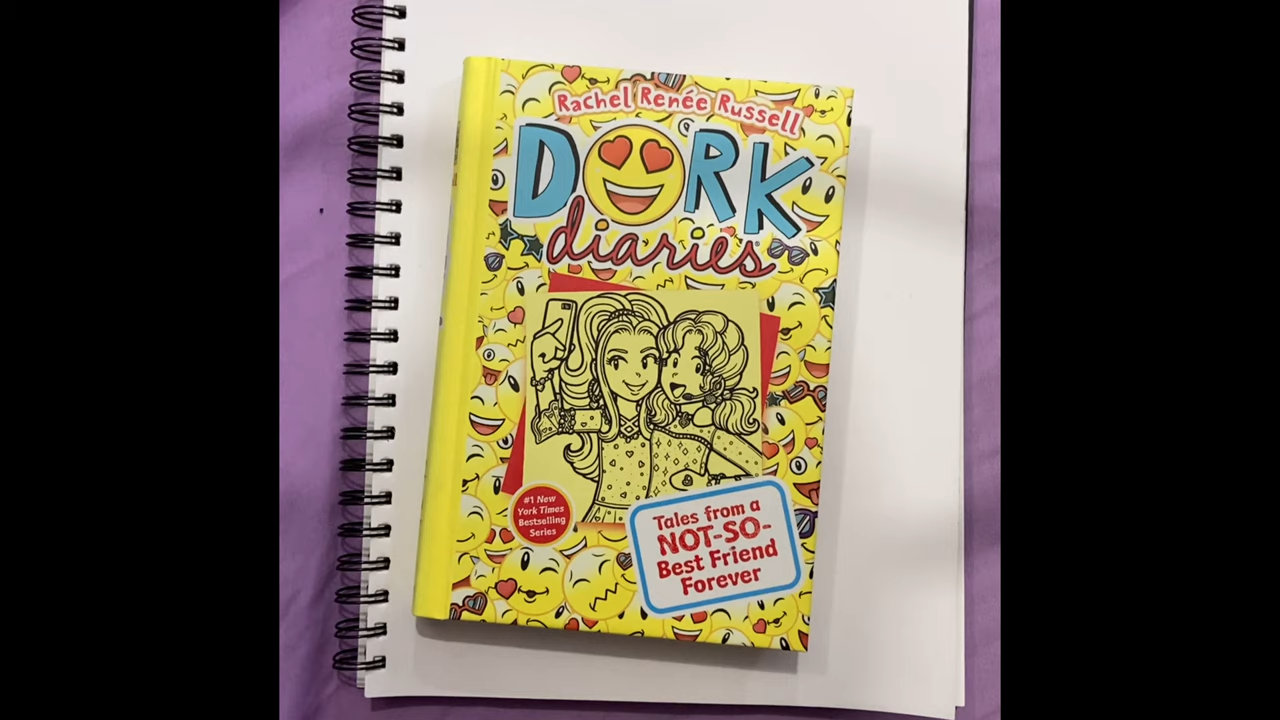 Rachel Renée Russell
DORK
diaries
#1 New
York Times
Bestselling
Series
Tales from a
NOT-SO-
Best Friend
Forever